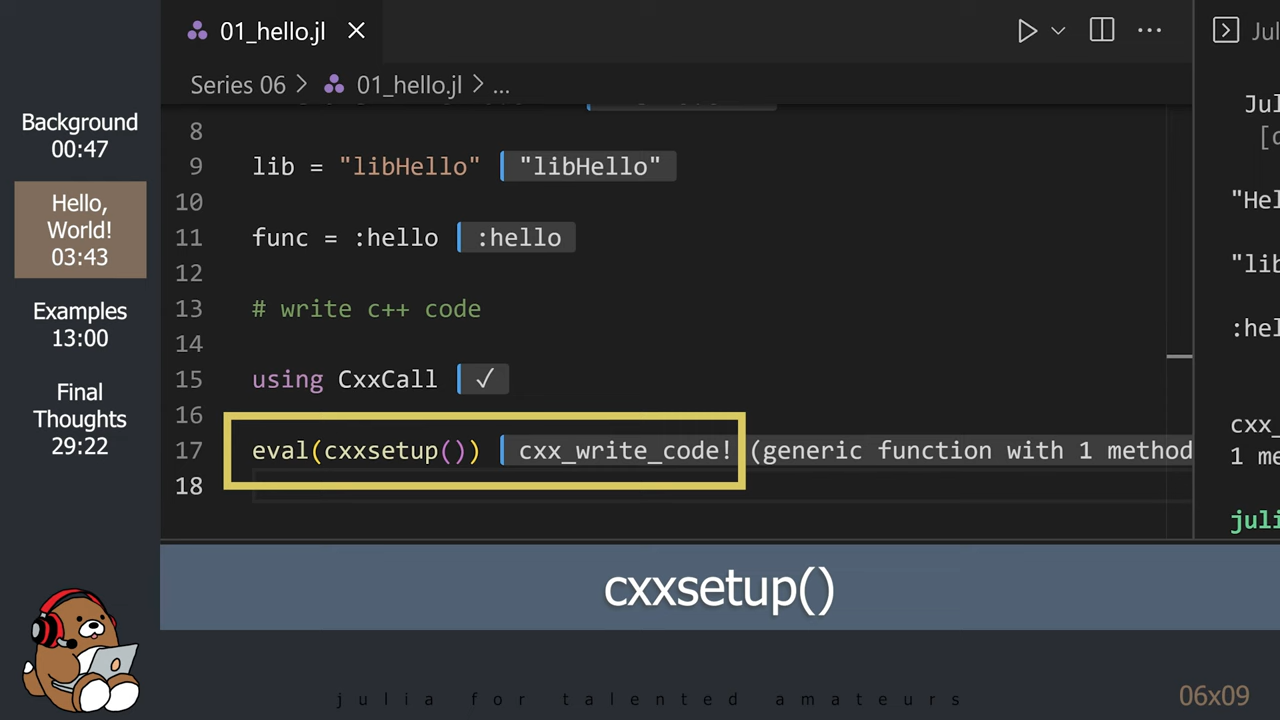 01_hello.jl
Jul
Series 06 > 01_hello.jl > ...
8
9 lib = "libHello" "libHello"
10
11 func = :hello :hello
12
13 # write c++ code
14
15 using CxxCall ✓
16
17 eval(cxxsetup()) cxx_write_code! (generic function with 1 method
18
Background
00:47
Hello,
World!
03:43
Examples
13:00
Final
Thoughts
29:22
Jul
[d
"Hel
"lib
:hel
cxx_
1 me
juli
cxxsetup()
julia for talented amateurs
06x09